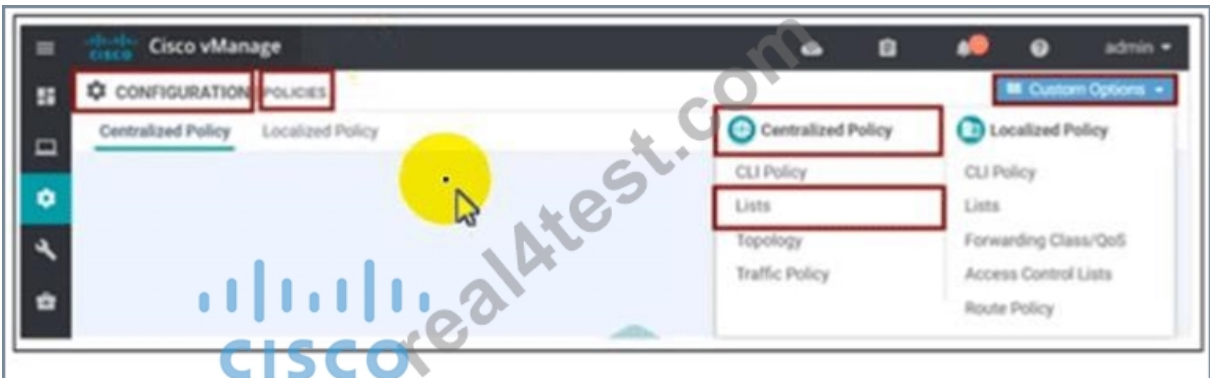 CISCO Cisco vManage admin
CONFIGURATION POLICIES Custom Options
Centralized Policy Localized Policy
Centralized Policy
CLI Policy
Lists
Topology
Traffic Policy
Localized Policy
CLI Policy
Lists
Forwarding Class/QoS
Access Control Lists
Route Policy
CISCO
real4test.com